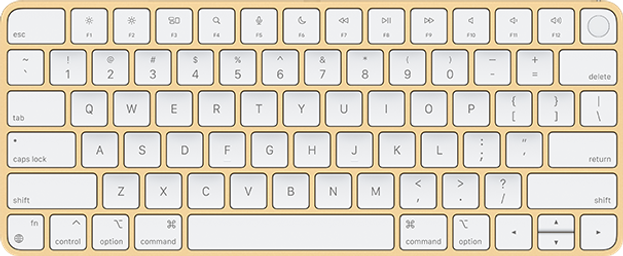 esc F1 F2 F3 F4 F5 F6 F7 F8 F9 F10 F11 F12
~ ! @ # $ % ^ & * ( ) — +
` 1 2 3 4 5 6 7 8 9 0 - = delete
tab Q W E R T Y U I O P { [ } ] | \
caps lock A S D F G H J K L : ; " ' return
shift Z X C V B N M < , > . ? / shift
fn control ⌥ option ⌘ command ⌘ command ⌥ option